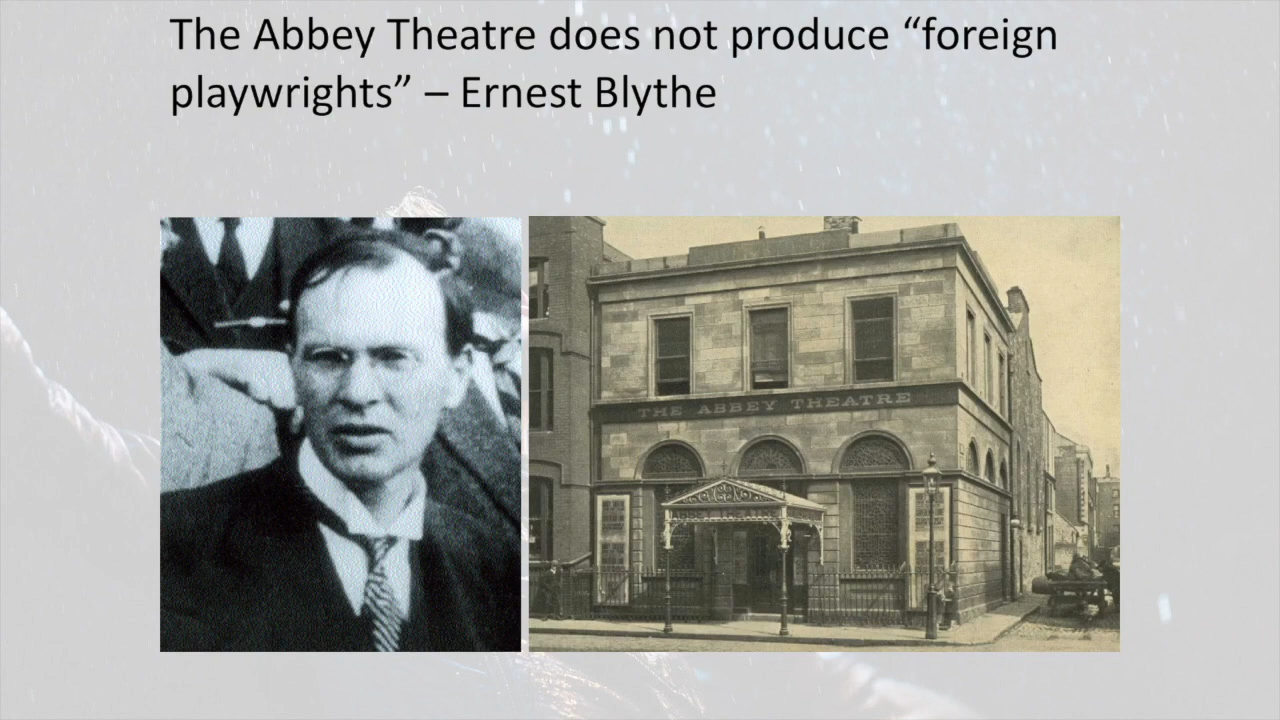 The Abbey Theatre does not produce “foreign
playwrights” – Ernest Blythe
THE ABBEY THEATRE
ABBEY THEATRE